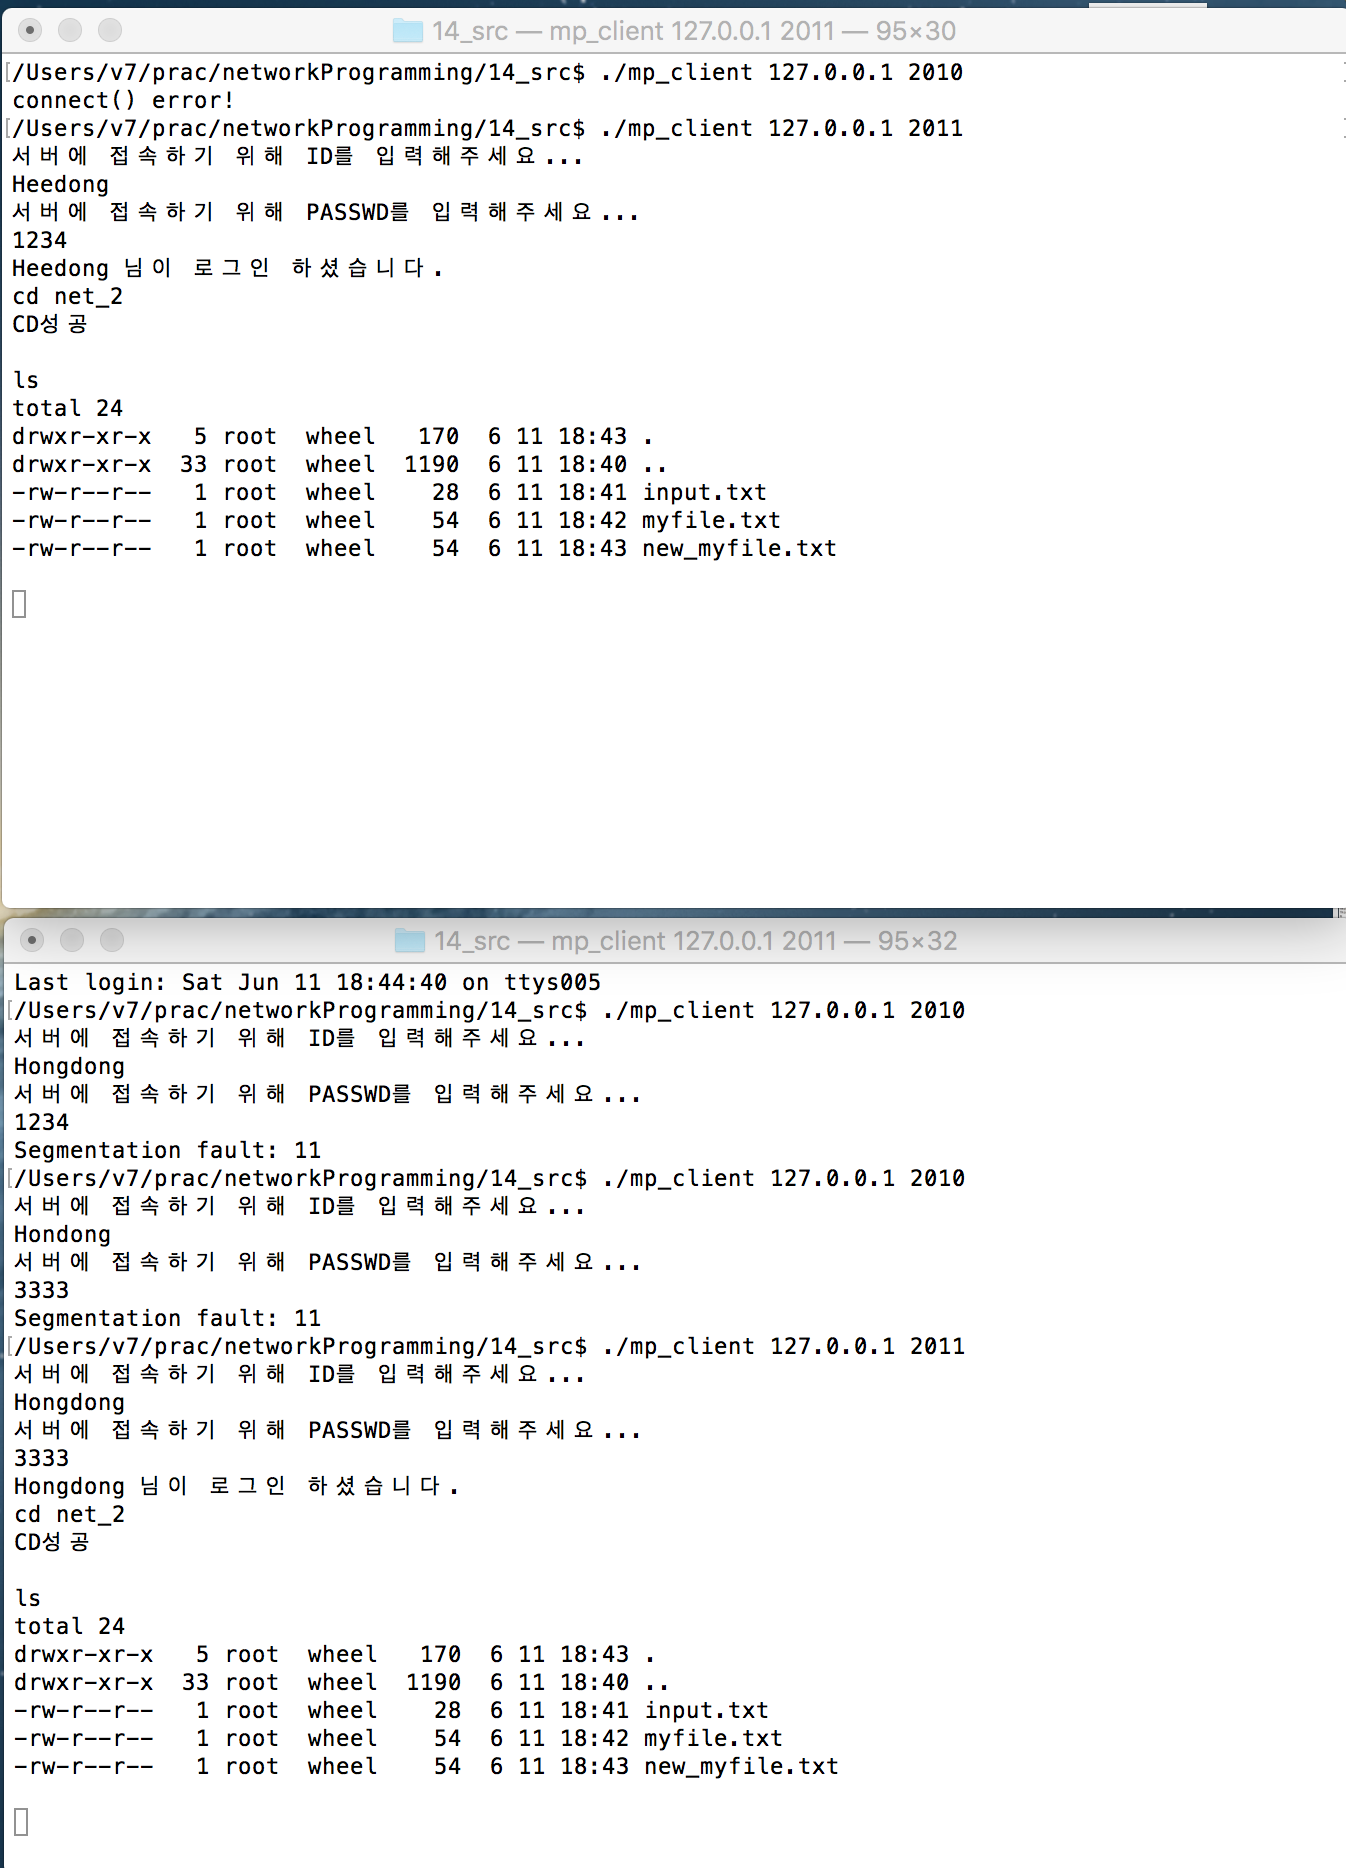 14_src — mp_client 127.0.0.1 2011 — 95×30
/Users/v7/prac/networkProgramming/14_src$ ./mp_client 127.0.0.1 2010
connect() error!
/Users/v7/prac/networkProgramming/14_src$ ./mp_client 127.0.0.1 2011
서버에 접속하기 위해 ID를 입력해주세요...
Heedong
서버에 접속하기 위해 PASSWD를 입력해주세요...
1234
Heedong 님이 로그인 하셨습니다.
cd net_2
CD성공
ls
total 24
drwxr-xr-x   5 root  wheel   170  6 11 18:43 .
drwxr-xr-x  33 root  wheel  1190  6 11 18:40 ..
-rw-r--r--   1 root  wheel    28  6 11 18:41 input.txt
-rw-r--r--   1 root  wheel    54  6 11 18:42 myfile.txt
-rw-r--r--   1 root  wheel    54  6 11 18:43 new_myfile.txt
14_src — mp_client 127.0.0.1 2011 — 95×32
Last login: Sat Jun 11 18:44:40 on ttys005
/Users/v7/prac/networkProgramming/14_src$ ./mp_client 127.0.0.1 2010
서버에 접속하기 위해 ID를 입력해주세요...
Hongdong
서버에 접속하기 위해 PASSWD를 입력해주세요...
1234
Segmentation fault: 11
/Users/v7/prac/networkProgramming/14_src$ ./mp_client 127.0.0.1 2010
서버에 접속하기 위해 ID를 입력해주세요...
Hondong
서버에 접속하기 위해 PASSWD를 입력해주세요...
3333
Segmentation fault: 11
/Users/v7/prac/networkProgramming/14_src$ ./mp_client 127.0.0.1 2011
서버에 접속하기 위해 ID를 입력해주세요...
Hongdong
서버에 접속하기 위해 PASSWD를 입력해주세요...
3333
Hongdong 님이 로그인 하셨습니다.
cd net_2
CD성공
ls
total 24
drwxr-xr-x   5 root  wheel   170  6 11 18:43 .
drwxr-xr-x  33 root  wheel  1190  6 11 18:40 ..
-rw-r--r--   1 root  wheel    28  6 11 18:41 input.txt
-rw-r--r--   1 root  wheel    54  6 11 18:42 myfile.txt
-rw-r--r--   1 root  wheel    54  6 11 18:43 new_myfile.txt